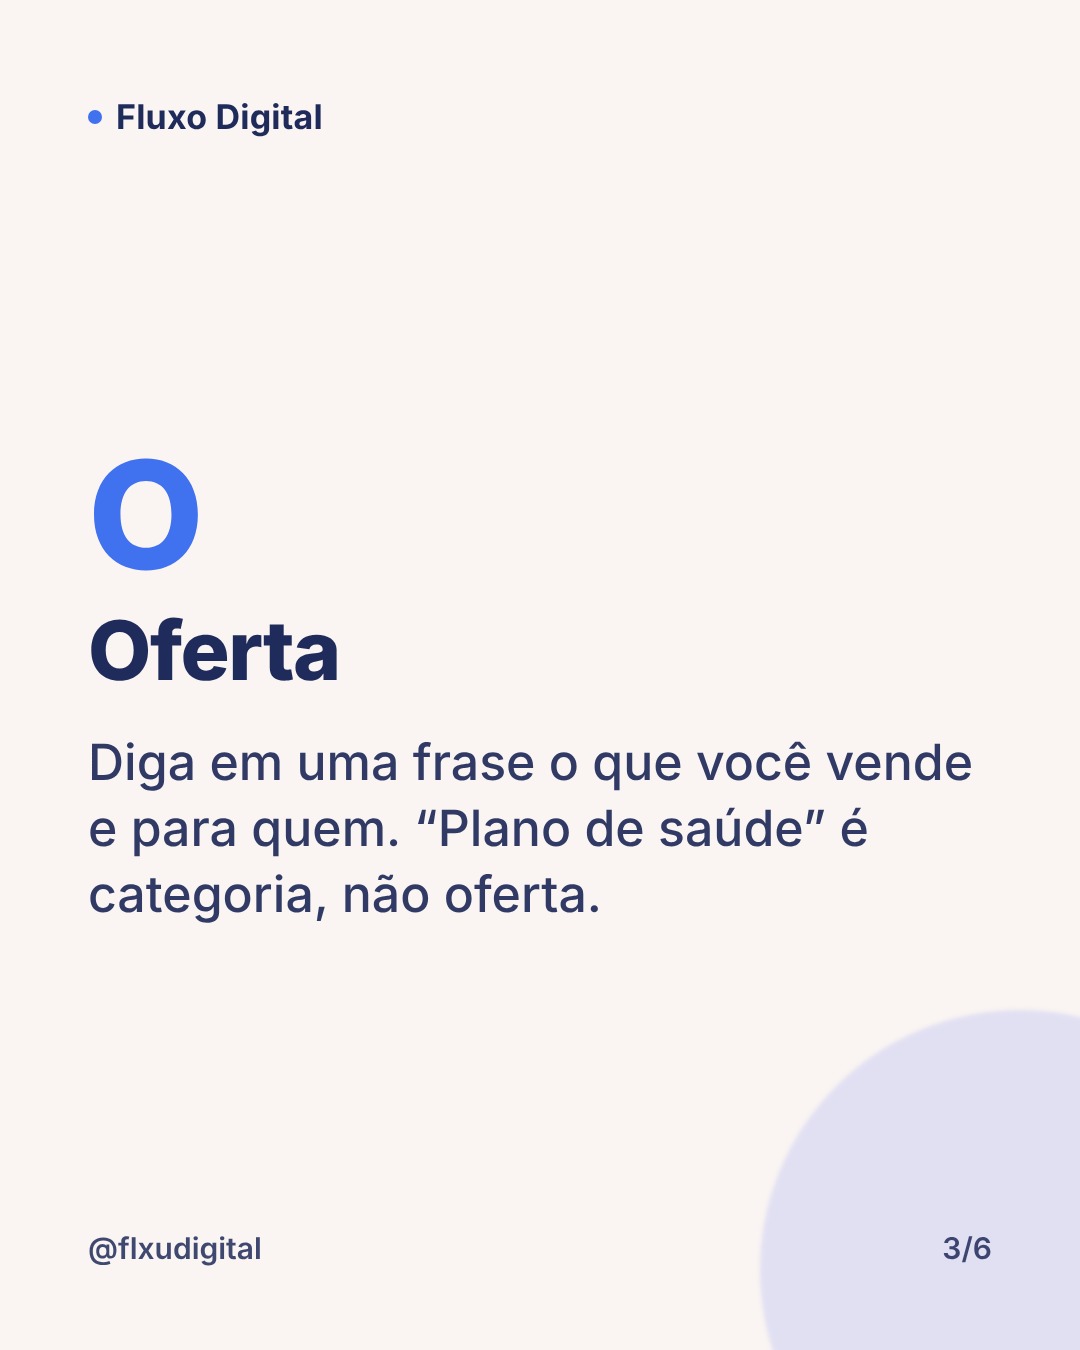 Fluxo Digital
O
Oferta
Diga em uma frase o que você vende
e para quem. “Plano de saúde” é
categoria, não oferta.
@flxudigital
3/6